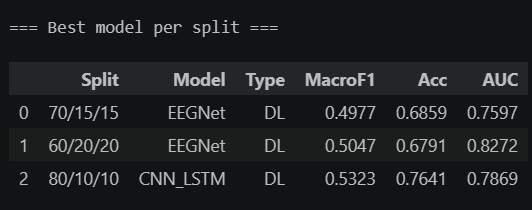 === Best model per split ===
Split Model Type MacroF1 Acc AUC
0 70/15/15 EEGNet DL 0.4977 0.6859 0.7597
1 60/20/20 EEGNet DL 0.5047 0.6791 0.8272
2 80/10/10 CNN_LSTM DL 0.5323 0.7641 0.7869